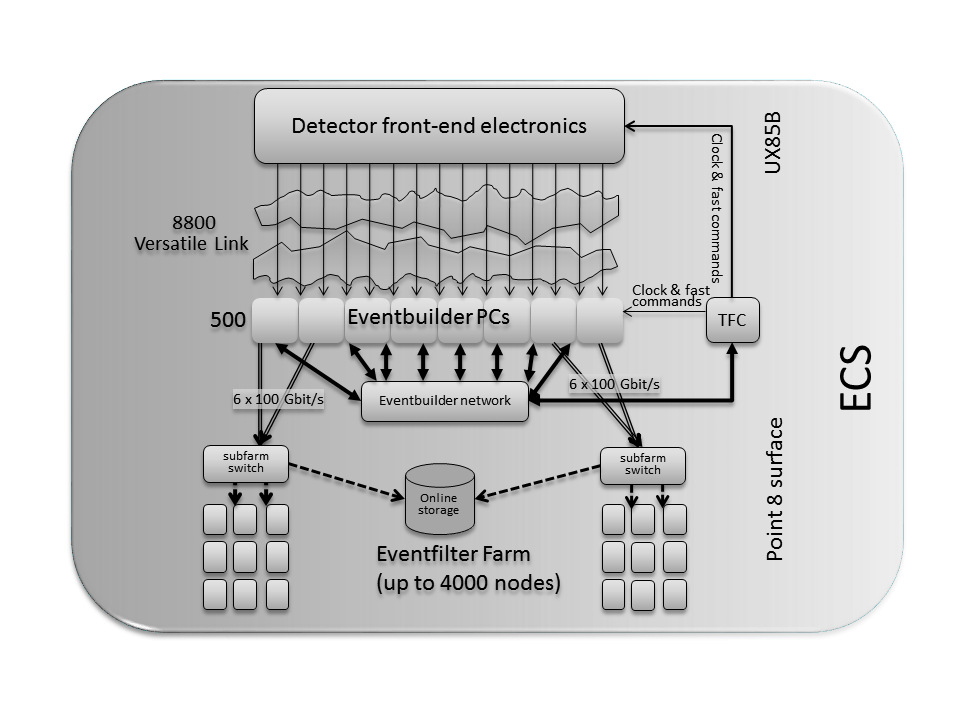 Detector front-end electronics
UX85B
Clock & fast commands
8800
Versatile Link
Clock & fast
commands
500
Eventbuilder PCs
TFC
ECS
6 x 100 Gbit/s
6 x 100 Gbit/s
Eventbuilder network
Point 8 surface
subfarm
switch
subfarm
switch
Online
storage
Eventfilter Farm
(up to 4000 nodes)